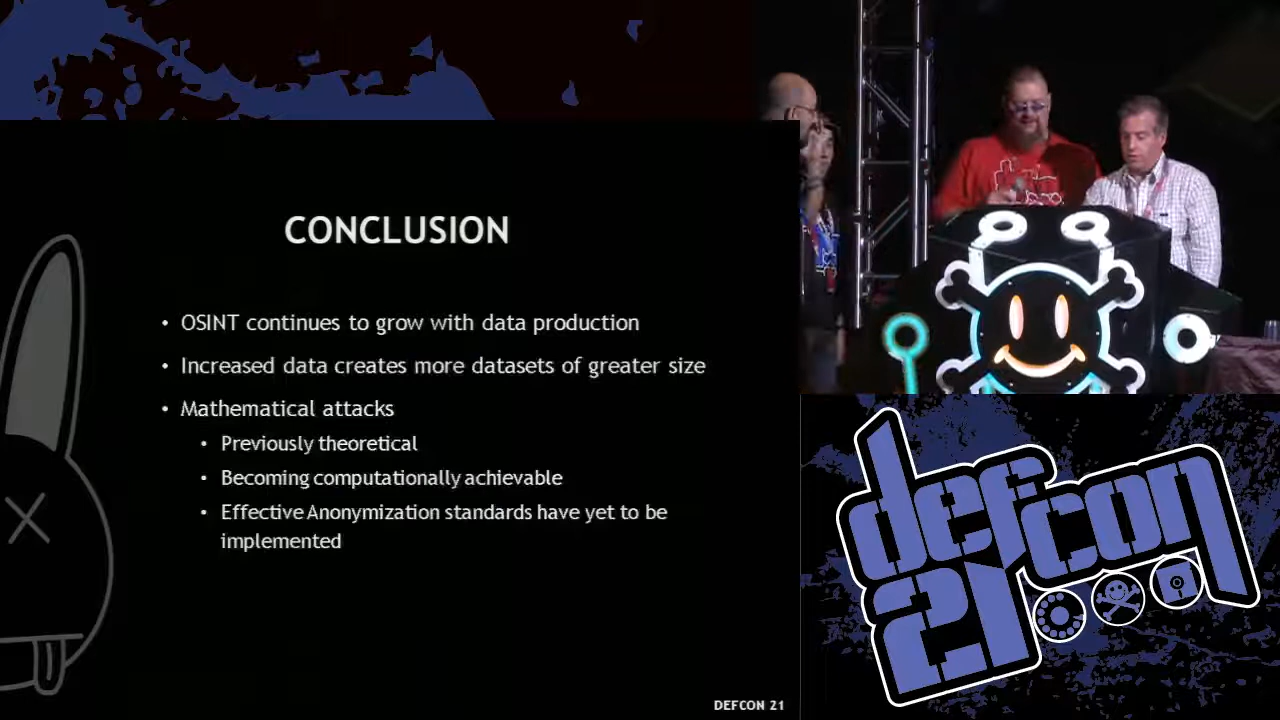 CONCLUSION
• OSINT continues to grow with data production
• Increased data creates more datasets of greater size
• Mathematical attacks
• Previously theoretical
• Becoming computationally achievable
• Effective Anonymization standards have yet to be
implemented
DEFCON 21
defcon
21